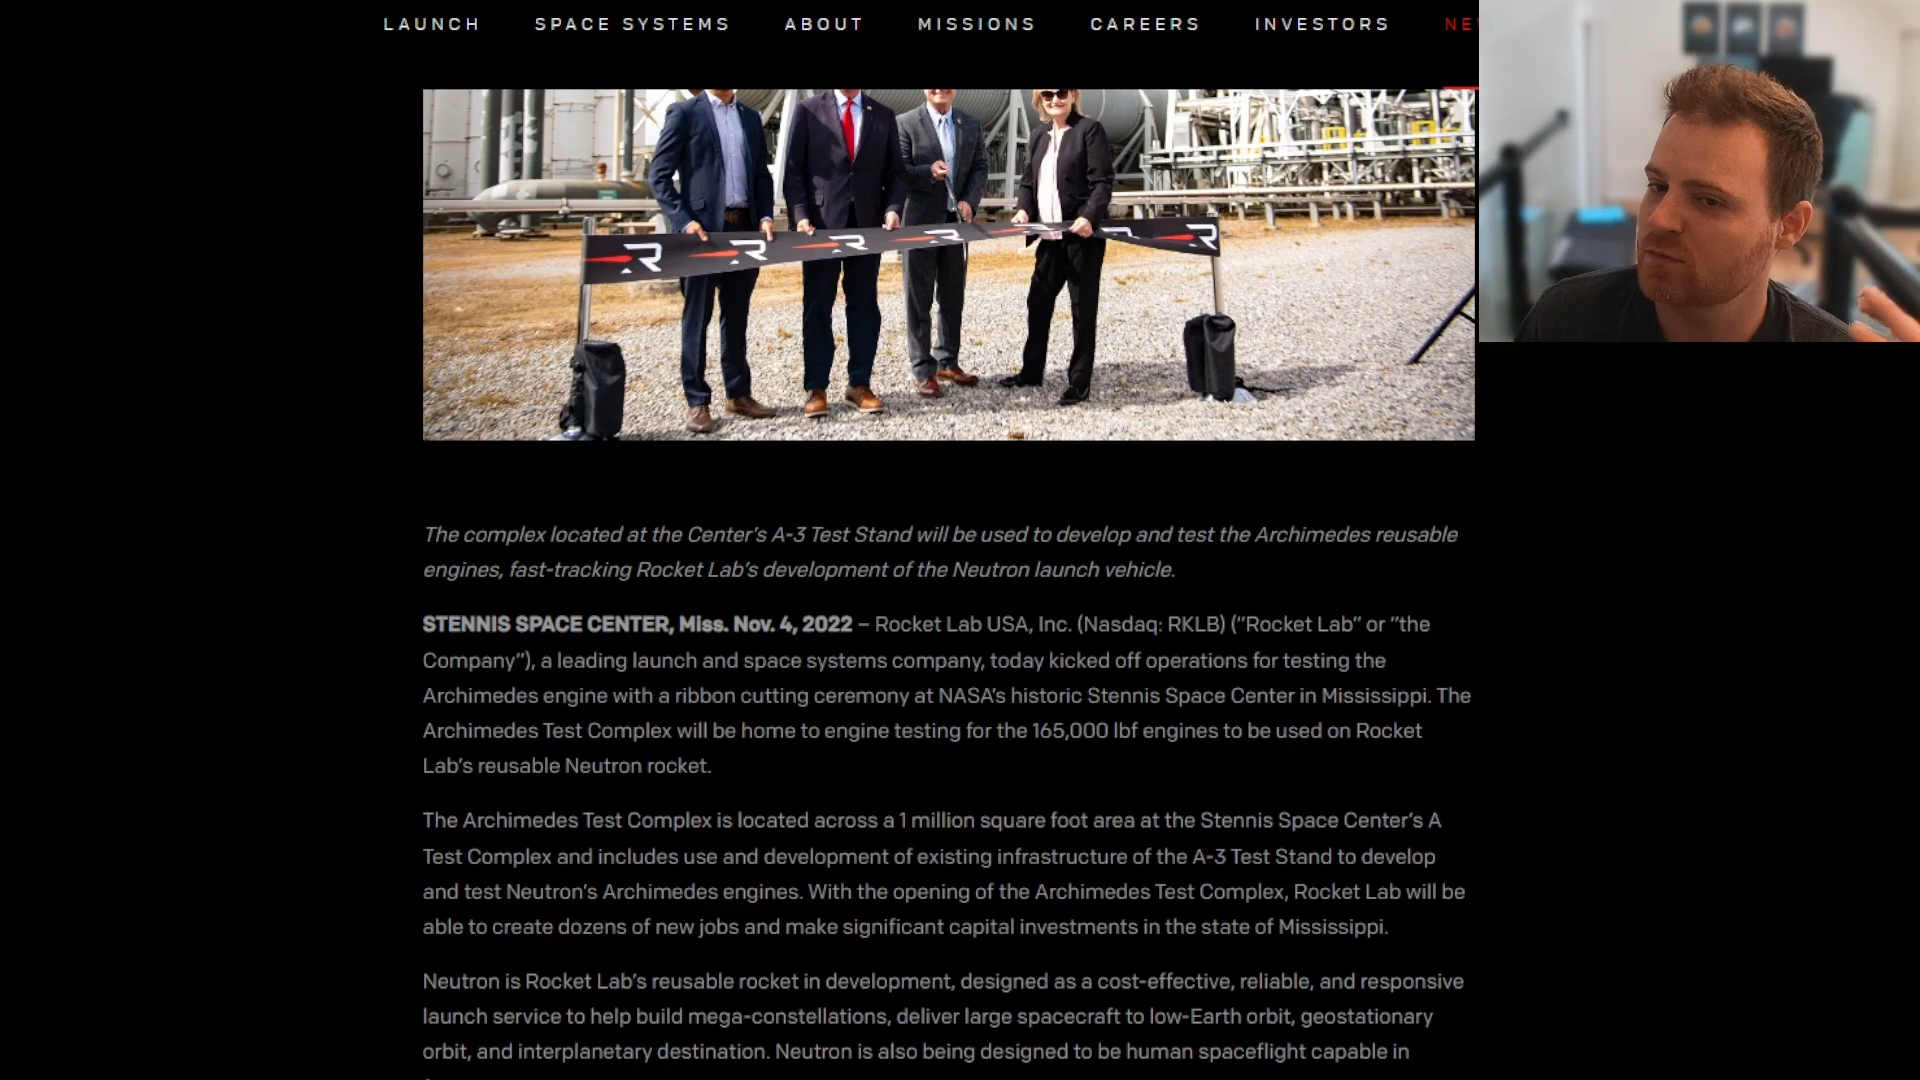 LAUNCH SPACE SYSTEMS ABOUT MISSIONS CAREERS INVESTORS
The complex located at the Center's A-3 Test Stand will be used to develop and test the Archimedes reusable
engines, fast-tracking Rocket Lab's development of the Neutron launch vehicle.
STENNIS SPACE CENTER, Miss. Nov. 4, 2022 – Rocket Lab USA, Inc. (Nasdaq: RKLB) ("Rocket Lab" or "the
Company"), a leading launch and space systems company, today kicked off operations for testing the
Archimedes engine with a ribbon cutting ceremony at NASA's historic Stennis Space Center in Mississippi. The
Archimedes Test Complex will be home to engine testing for the 165,000 lbf engines to be used on Rocket
Lab's reusable Neutron rocket.
The Archimedes Test Complex is located across a 1 million square foot area at the Stennis Space Center's A
Test Complex and includes use and development of existing infrastructure of the A-3 Test Stand to develop
and test Neutron's Archimedes engines. With the opening of the Archimedes Test Complex, Rocket Lab will be
able to create dozens of new jobs and make significant capital investments in the state of Mississippi.
Neutron is Rocket Lab's reusable rocket in development, designed as a cost-effective, reliable, and responsive
launch service to help build mega-constellations, deliver large spacecraft to low-Earth orbit, geostationary
orbit, and interplanetary destination. Neutron is also being designed to be human spaceflight capable in